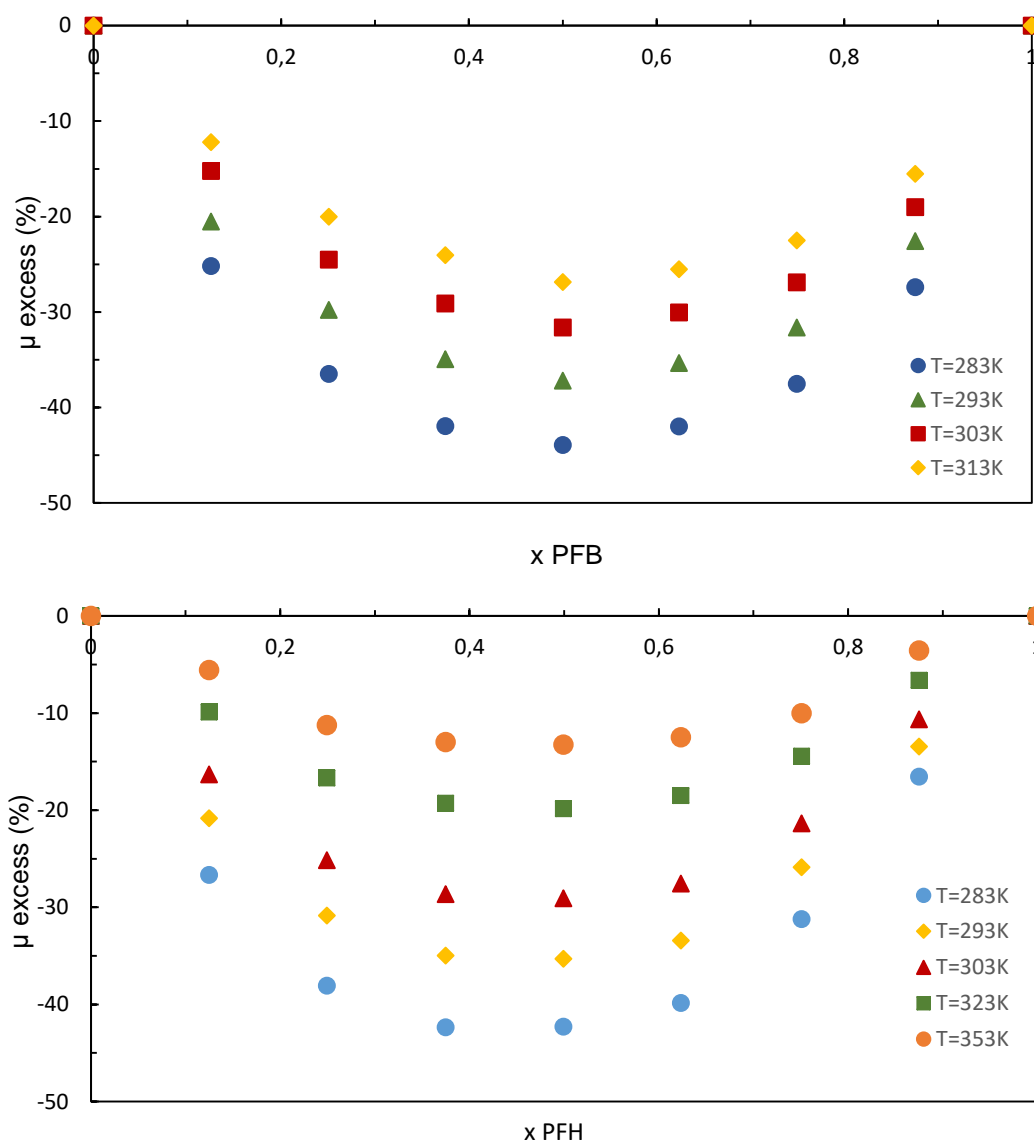 0
0 0,2 0,4 0,6 0,8 1
-10
-20
-30
-40
-50
µ excess (%)
T=283K
T=293K
T=303K
T=313K
x PFB
0
0 0,2 0,4 0,6 0,8
-10
-20
-30
-40
-50
µ excess (%)
T=283K
T=293K
T=303K
T=323K
T=353K
x PFH